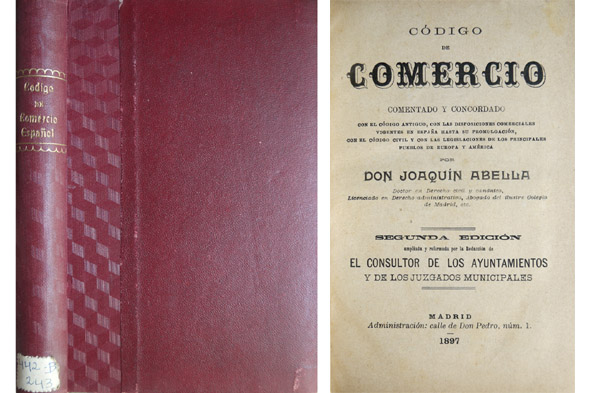 Codigo
DE
Comercio
Español
442-B
243
CÓDIGO
DE
COMERCIO
COMENTADO Y CONCORDADO
CON EL CÓDIGO ANTIGUO, CON LAS DISPOSICIONES COMERCIALES
VIGENTES EN ESPAÑA HASTA SU PROMULGACIÓN,
CON EL CÓDIGO CIVIL Y CON LAS LEGISLACIONES DE LOS PRINCIPALES
PUEBLOS DE EUROPA Y AMÉRICA
POR
DON JOAQUÍN ABELLA
Doctor en Derecho civil y canónico,
Licenciado en Derecho administrativo, Abogado del Ilustre Colegio
de Madrid, etc.
SEGUNDA EDICIÓN
ampliada y reformada por la Redacción de
EL CONSULTOR DE LOS AYUNTAMIENTOS
Y DE LOS JUZGADOS MUNICIPALES
MADRID
Administración: calle de Don Pedro, núm. 1.
1897